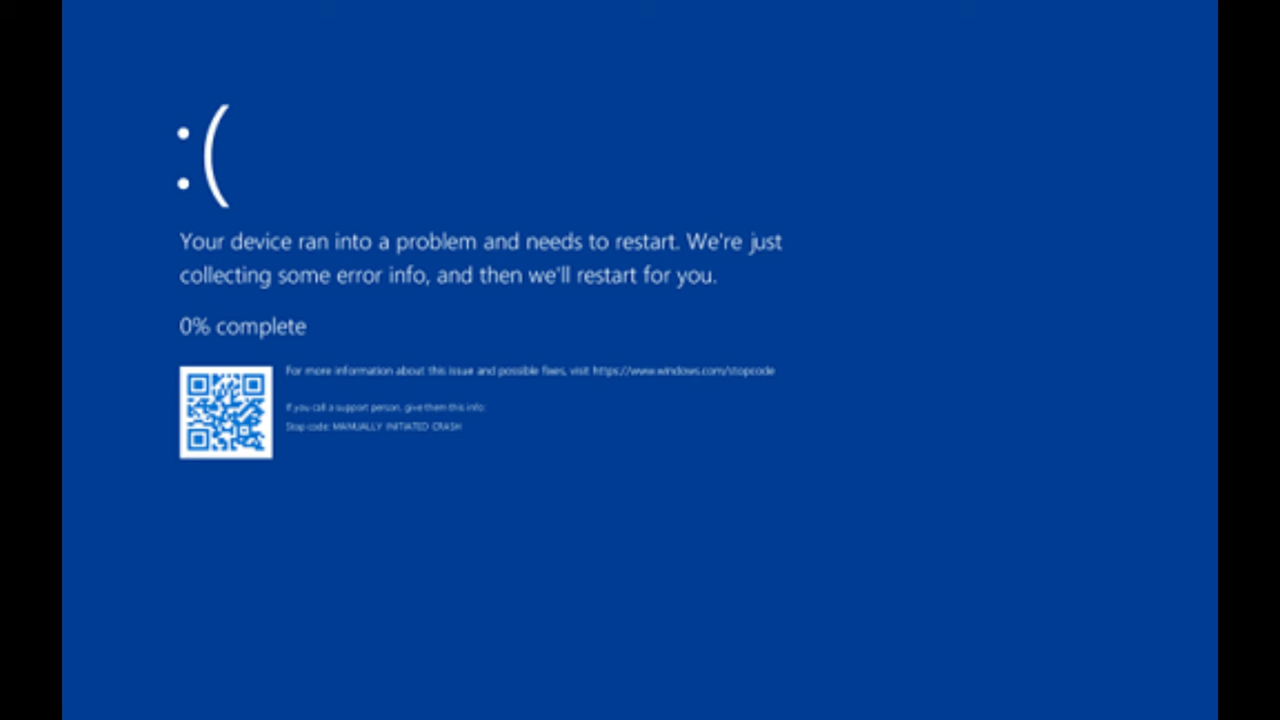 :(
Your device ran into a problem and needs to restart. We're just
collecting some error info, and then we'll restart for you.
0% complete
For more information about this issue and possible fixes, visit https://www.windows.com/stopcode
If you call a support person, give them this info:
Stop code: MANUALLY INITIATED CRASH